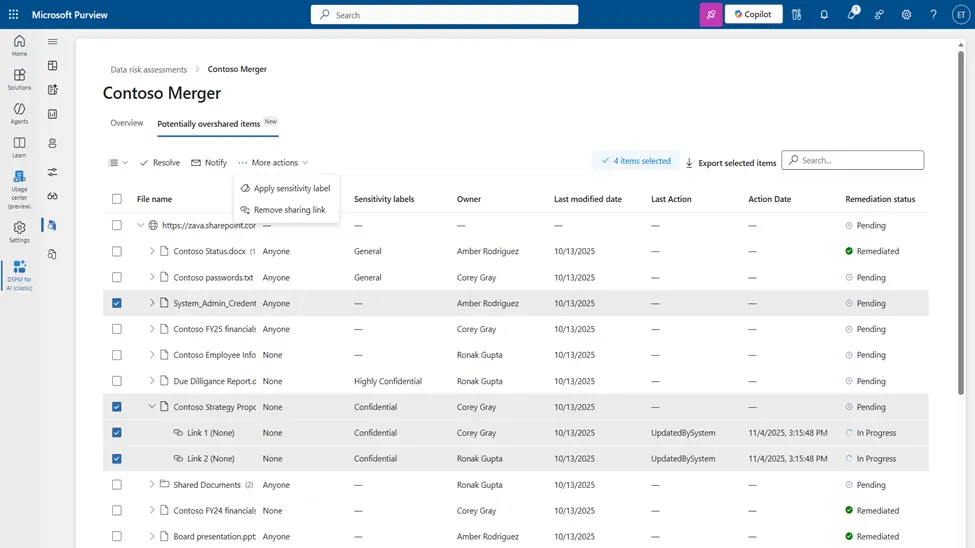 Microsoft Purview
Search
Copilot
1
ET
Home
Solutions
Agents
Learn
Usage center (preview)
Settings
DSPM for AI (classic)
Data risk assessments > Contoso Merger
Contoso Merger
Overview Potentially overshared items New
Resolve Notify ··· More actions 4 items selected Export selected items Search...
Apply sensitivity label
Remove sharing link
File name Sensitivity labels Owner Last modified date Last Action Action Date Remediation status
https://zava.sharepoint.cor — — — — — — Pending
Contoso Status.docx (1 Anyone General Amber Rodriguez 10/13/2025 — — Remediated
Contoso passwords.txt Anyone General Corey Gray 10/13/2025 — — Pending
System_Admin_Credent Anyone — Amber Rodriguez 10/13/2025 — — Pending
Contoso FY25 financials Anyone — Corey Gray 10/13/2025 — — Pending
Contoso Employee Info None — Ronak Gupta 10/13/2025 — — Pending
Due Dilligance Report.d None Highly Confidential Ronak Gupta 10/13/2025 — — Pending
Contoso Strategy Propo None Confidential Corey Gray 10/13/2025 — — Pending
Link 1 (None) None Confidential Corey Gray 10/13/2025 UpdatedBySystem 11/4/2025, 3:15:48 PM In Progress
Link 2 (None) None Confidential Ronak Gupta 10/13/2025 UpdatedBySystem 11/4/2025, 3:15:48 PM In Progress
Shared Documents (2) Anyone — Ronak Gupta 10/13/2025 — — Pending
Contoso FY24 financials None — Corey Gray 10/13/2025 — — Remediated
Board presentation.ppt Anyone — Amber Rodriguez 10/13/2025 — — Remediated